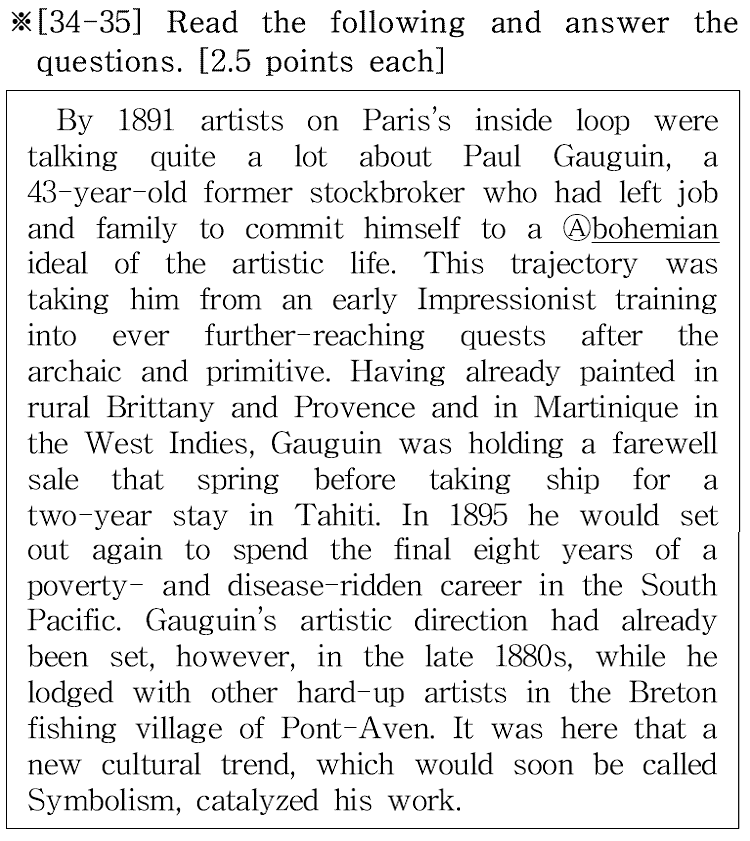 ※[34-35] Read the following and answer the
questions. [2.5 points each]
By 1891 artists on Paris's inside loop were
talking quite a lot about Paul Gauguin, a
43-year-old former stockbroker who had left job
and family to commit himself to a Ⓐbohemian
ideal of the artistic life. This trajectory was
taking him from an early Impressionist training
into ever further-reaching quests after the
archaic and primitive. Having already painted in
rural Brittany and Provence and in Martinique in
the West Indies, Gauguin was holding a farewell
sale that spring before taking ship for a
two-year stay in Tahiti. In 1895 he would set
out again to spend the final eight years of a
poverty- and disease-ridden career in the South
Pacific. Gauguin's artistic direction had already
been set, however, in the late 1880s, while he
lodged with other hard-up artists in the Breton
fishing village of Pont-Aven. It was here that a
new cultural trend, which would soon be called
Symbolism, catalyzed his work.